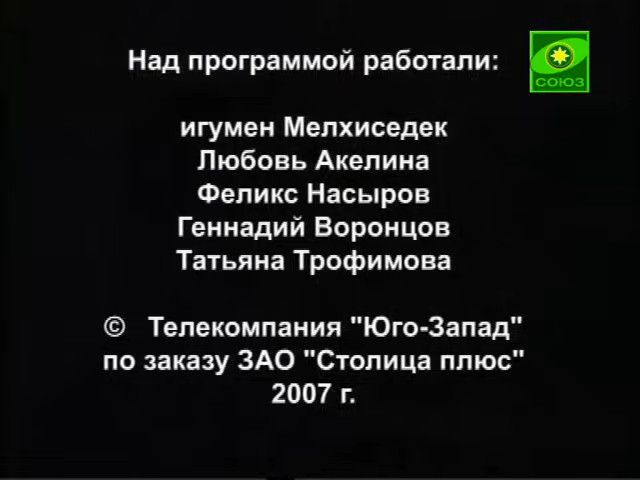 Над программой работали:
СОЮЗ
игумен Мелхиседек
Любовь Акелина
Феликс Насыров
Геннадий Воронцов
Татьяна Трофимова
© Телекомпания "Юго-Запад"
по заказу ЗАО "Столица плюс"
2007 г.